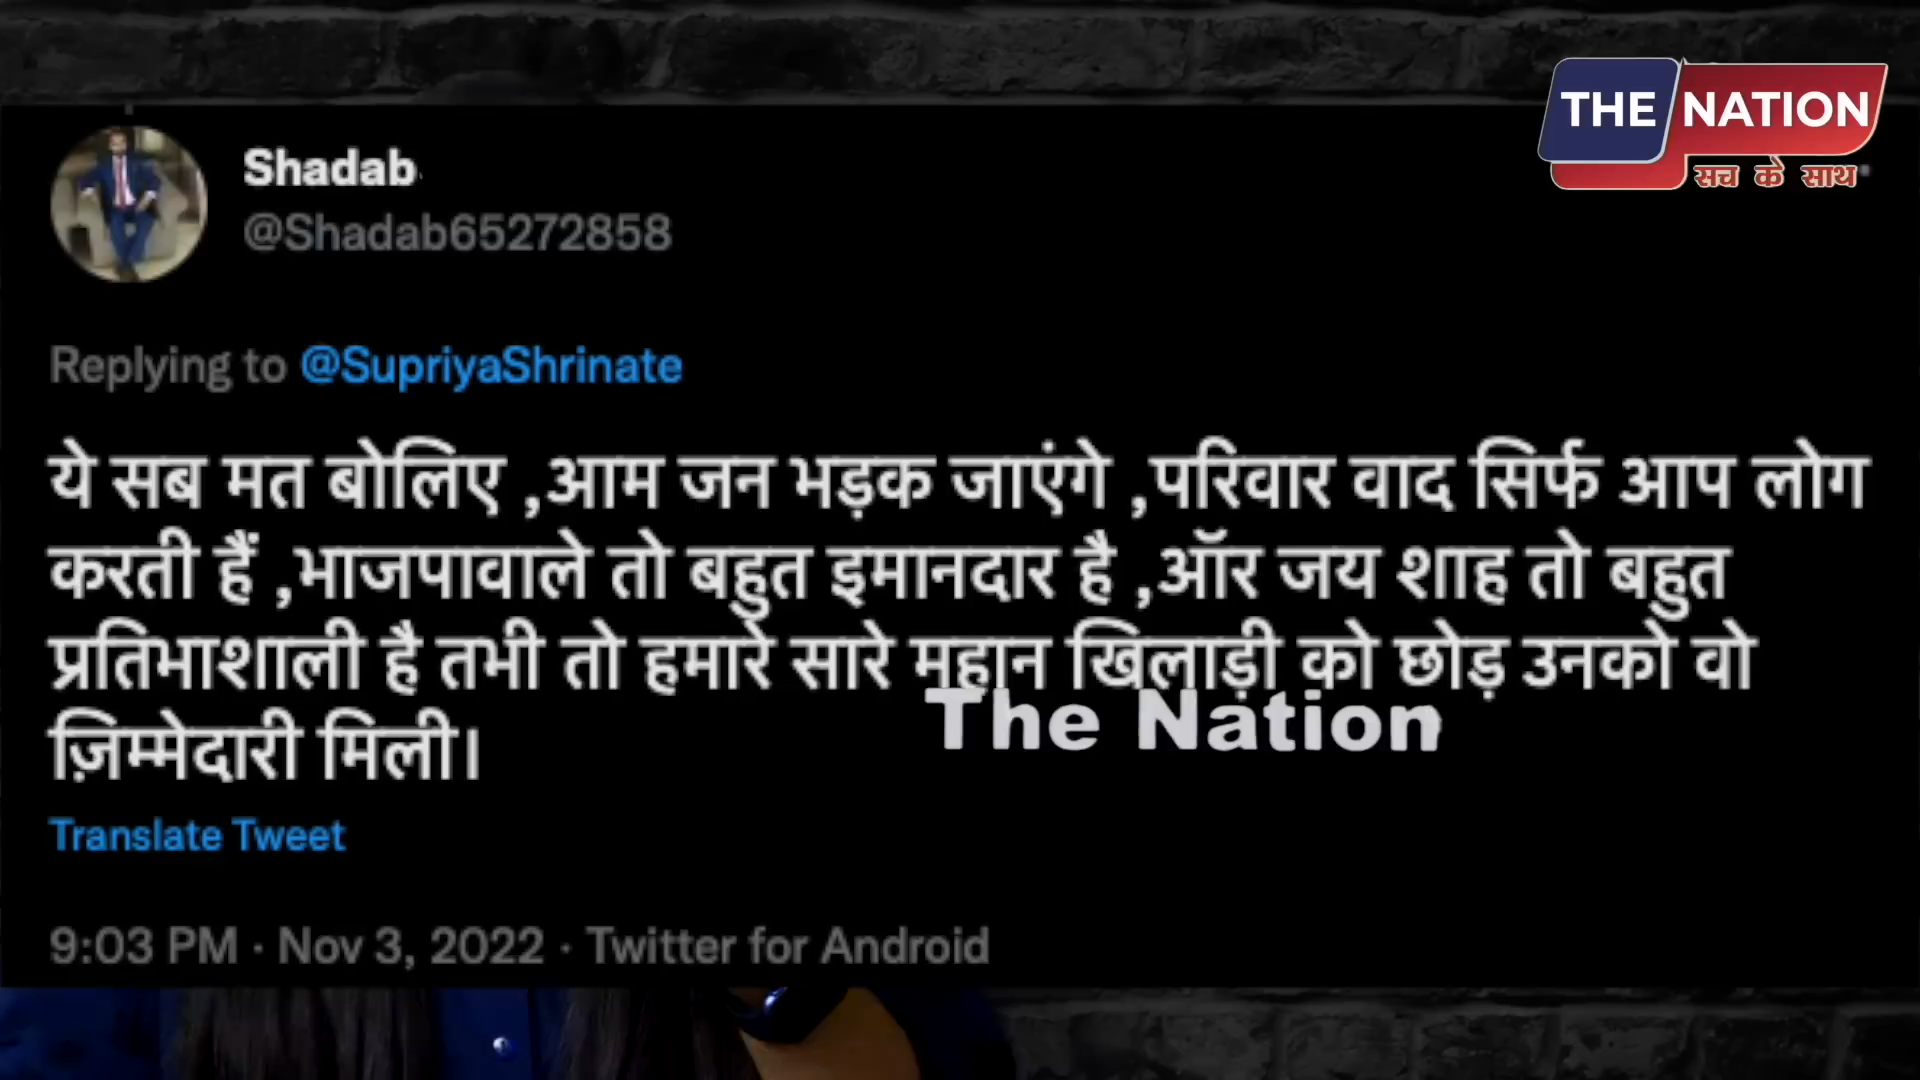 THE NATION
सच के साथ
Shadab
@Shadab65272858
Replying to @SupriyaShrinate
ये सब मत बोलिए ,आम जन भड़क जाएंगे ,परिवार वाद सिर्फ आप लोग
करती हैं ,भाजपावाले तो बहुत इमानदार है ,ऑर जय शाह तो बहुत
प्रतिभाशाली है तभी तो हमारे सारे महान खिलाड़ी को छोड़ उनको वो
ज़िम्मेदारी मिली।
The Nation
Translate Tweet
9:03 PM · Nov 3, 2022 · Twitter for Android